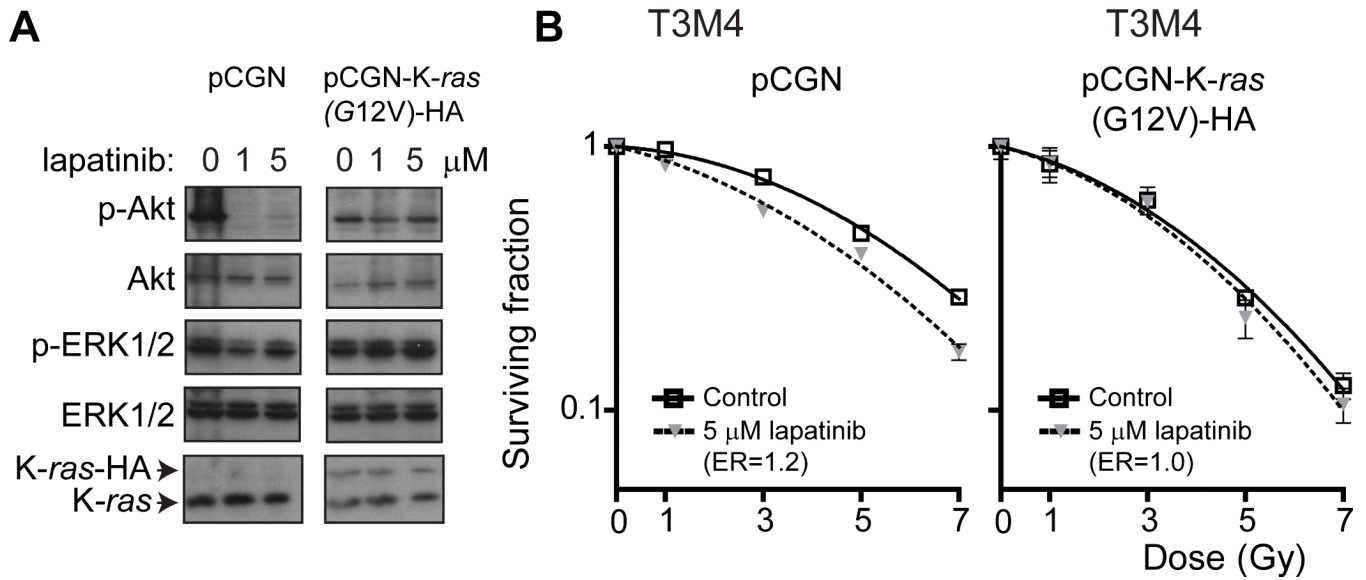 A
pCGN
pCGN-K-ras
(G12V)-HA
lapatinib: 0 1 5 0 1 5 μM
p-Akt
Akt
p-ERK1/2
ERK1/2
K-ras-HA
K-ras
B
T3M4
pCGN
Surviving fraction
1
0.1
Control
5 μM lapatinib
(ER=1.2)
0 1 3 5 7
T3M4
pCGN-K-ras
(G12V)-HA
Control
5 μM lapatinib
(ER=1.0)
0 1 3 5 7
Dose (Gy)